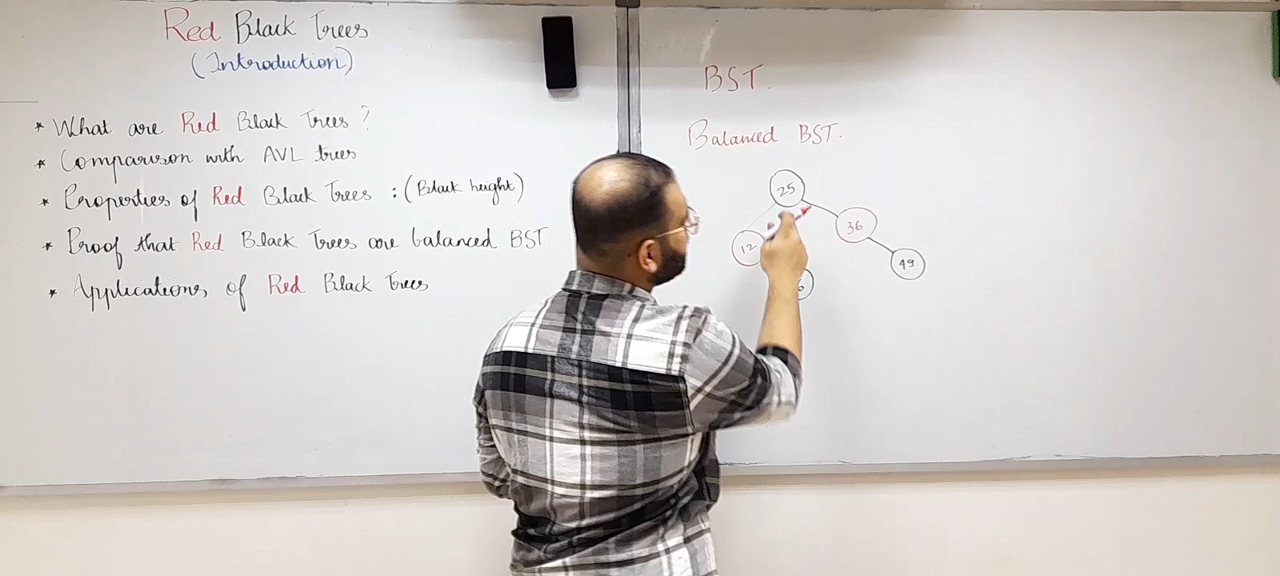 Red Black Trees
(Introduction)
* What are Red Black Trees?
* Comparison with AVL trees
* Properties of Red Black Trees : (Black height)
* Proof that Red Black Trees are balanced BST
* Applications of Red Black Trees
BST.
Balanced BST.
25
12 36
49